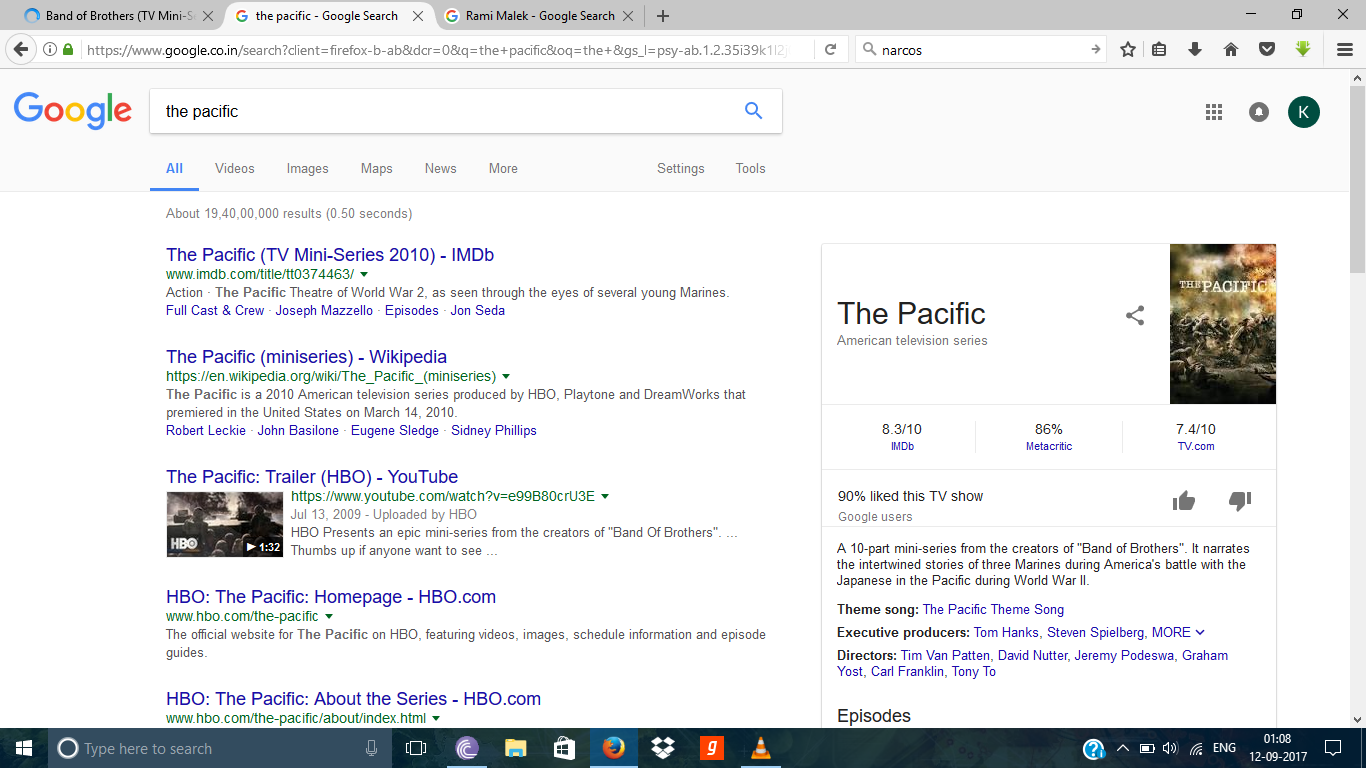 Band of Brothers (TV Mini-S
the pacific - Google Search
Rami Malek - Google Search
https://www.google.co.in/search?client=firefox-b-ab&dcr=0&q=the+pacific&oq=the+&gs_l=psy-ab.1.2.35i39k1l2j
narcos
Google
the pacific
K
All Videos Images Maps News More Settings Tools
About 19,40,00,000 results (0.50 seconds)
The Pacific (TV Mini-Series 2010) - IMDb
www.imdb.com/title/tt0374463/
Action · The Pacific Theatre of World War 2, as seen through the eyes of several young Marines.
Full Cast & Crew · Joseph Mazzello · Episodes · Jon Seda
The Pacific (miniseries) - Wikipedia
https://en.wikipedia.org/wiki/The_Pacific_(miniseries)
The Pacific is a 2010 American television series produced by HBO, Playtone and DreamWorks that
premiered in the United States on March 14, 2010.
Robert Leckie · John Basilone · Eugene Sledge · Sidney Phillips
The Pacific: Trailer (HBO) - YouTube
https://www.youtube.com/watch?v=e99B80crU3E
Jul 13, 2009 - Uploaded by HBO
HBO Presents an epic mini-series from the creators of "Band Of Brothers". ...
Thumbs up if anyone want to see ...
HBO
1:32
HBO: The Pacific: Homepage - HBO.com
www.hbo.com/the-pacific
The official website for The Pacific on HBO, featuring videos, images, schedule information and episode
guides.
HBO: The Pacific: About the Series - HBO.com
www.hbo.com/the-pacific/about/index.html
The Pacific
American television series
THE PACIFIC
8.3/10 86% 7.4/10
IMDb Metacritic TV.com
90% liked this TV show
Google users
A 10-part mini-series from the creators of "Band of Brothers". It narrates
the intertwined stories of three Marines during America's battle with the
Japanese in the Pacific during World War II.
Theme song: The Pacific Theme Song
Executive producers: Tom Hanks, Steven Spielberg, MORE
Directors: Tim Van Patten, David Nutter, Jeremy Podeswa, Graham
Yost, Carl Franklin, Tony To
Episodes
Type here to search
g
ENG
01:08
12-09-2017